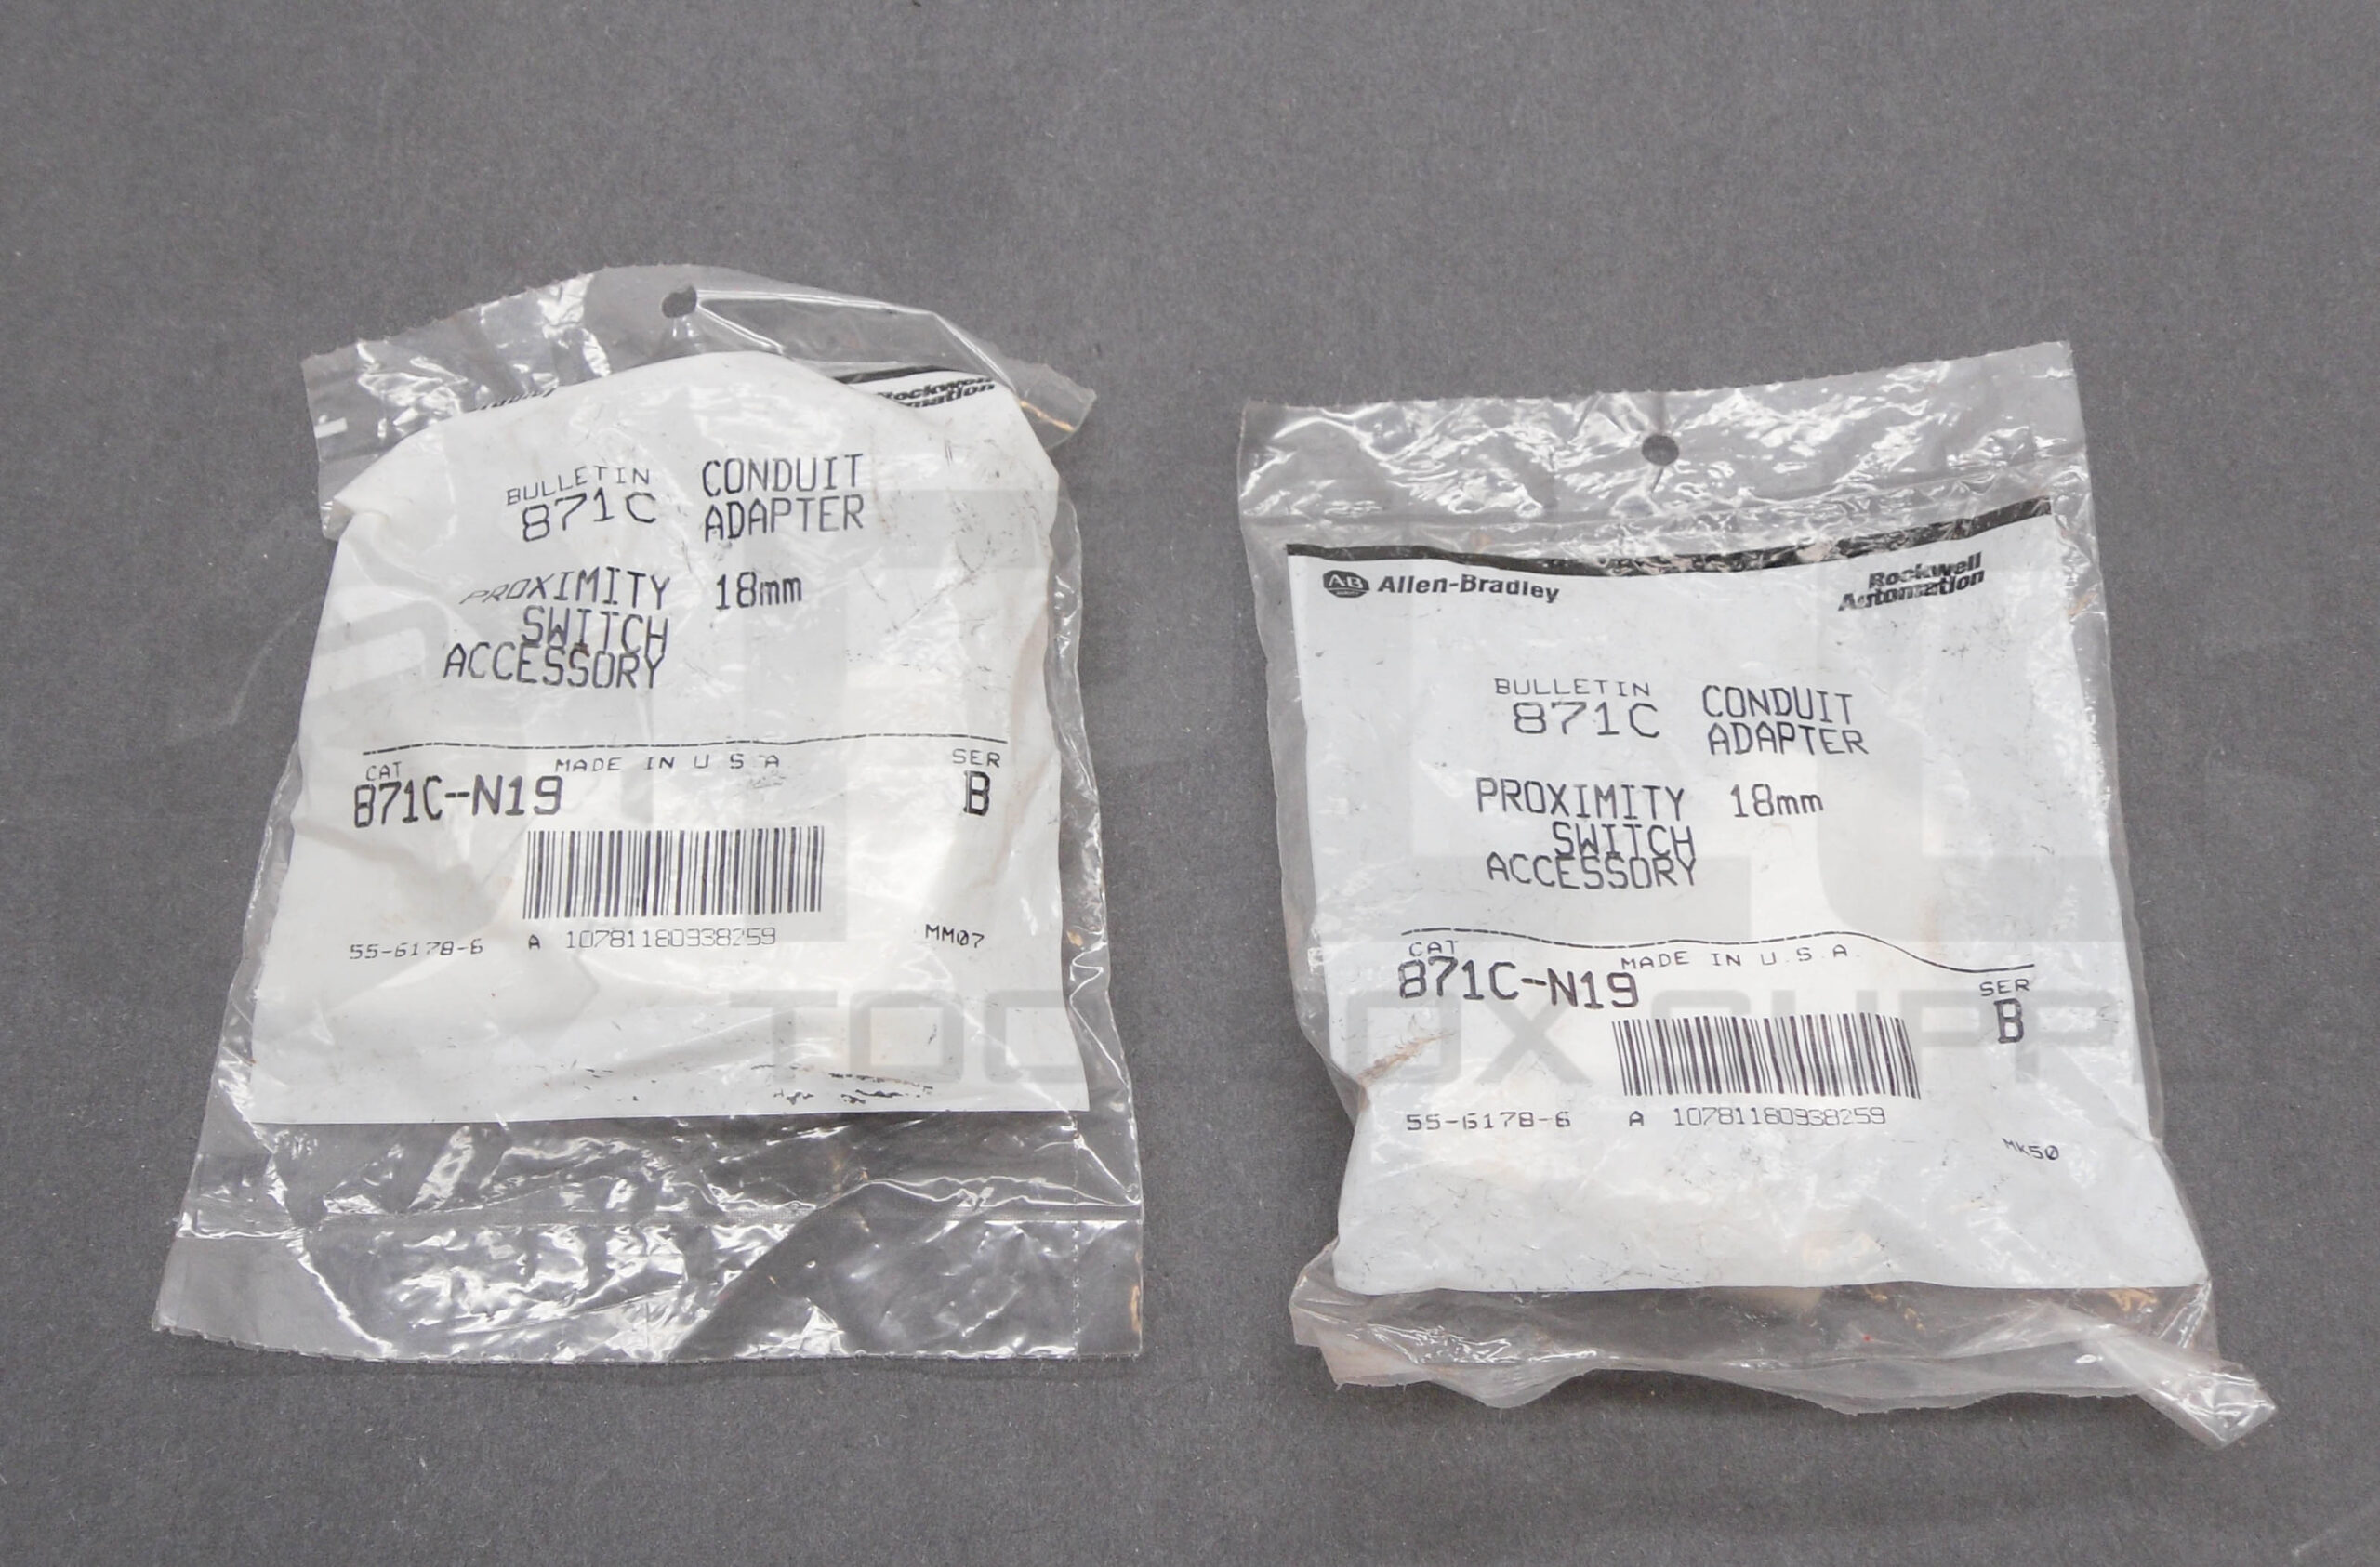 Rockwell
BULLETIN CONDUIT
871C ADAPTER
PROXIMITY 18mm
SWITCH
ACCESSORY
CAT MADE IN U S A SER
871C-N19 B
55-6178-6 A 10781180938259 MM07
AB Allen-Bradley Rockwell
Automation
BULLETIN CONDUIT
871C ADAPTER
PROXIMITY 18mm
SWITCH
ACCESSORY
CAT MADE IN U.S.A. SER
871C-N19 B
55-6178-6 A 10781180938259
MK50